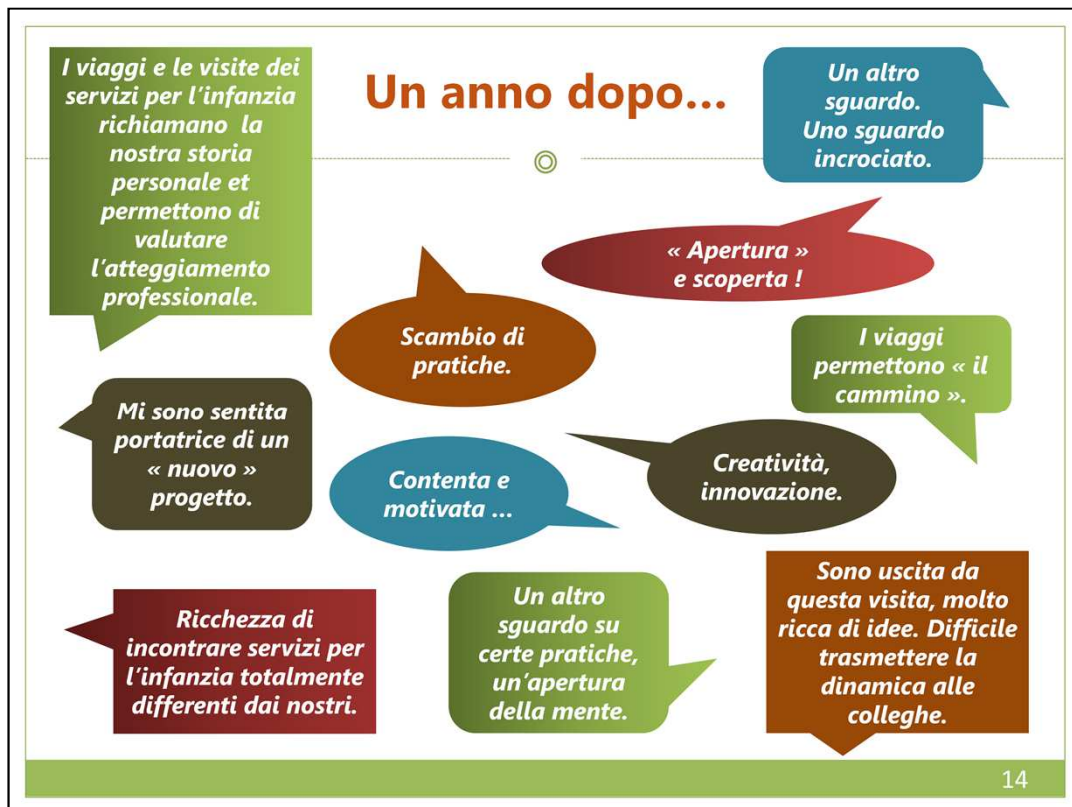 Un anno dopo...
I viaggi e le visite dei
servizi per l'infanzia
richiamano la
nostra storia
personale et
permettono di
valutare
l'atteggiamento
professionale.
Un altro
sguardo.
Uno sguardo
incrociato.
« Apertura »
e scoperta !
Scambio di
pratiche.
I viaggi
permettono « il
cammino ».
Mi sono sentita
portatrice di un
« nuovo »
progetto.
Contenta e
motivata ...
Creatività,
innovazione.
Ricchezza di
incontrare servizi per
l'infanzia totalmente
differenti dai nostri.
Un altro
sguardo su
certe pratiche,
un'apertura
della mente.
Sono uscita da
questa visita, molto
ricca di idee. Difficile
trasmettere la
dinamica alle
colleghe.
14